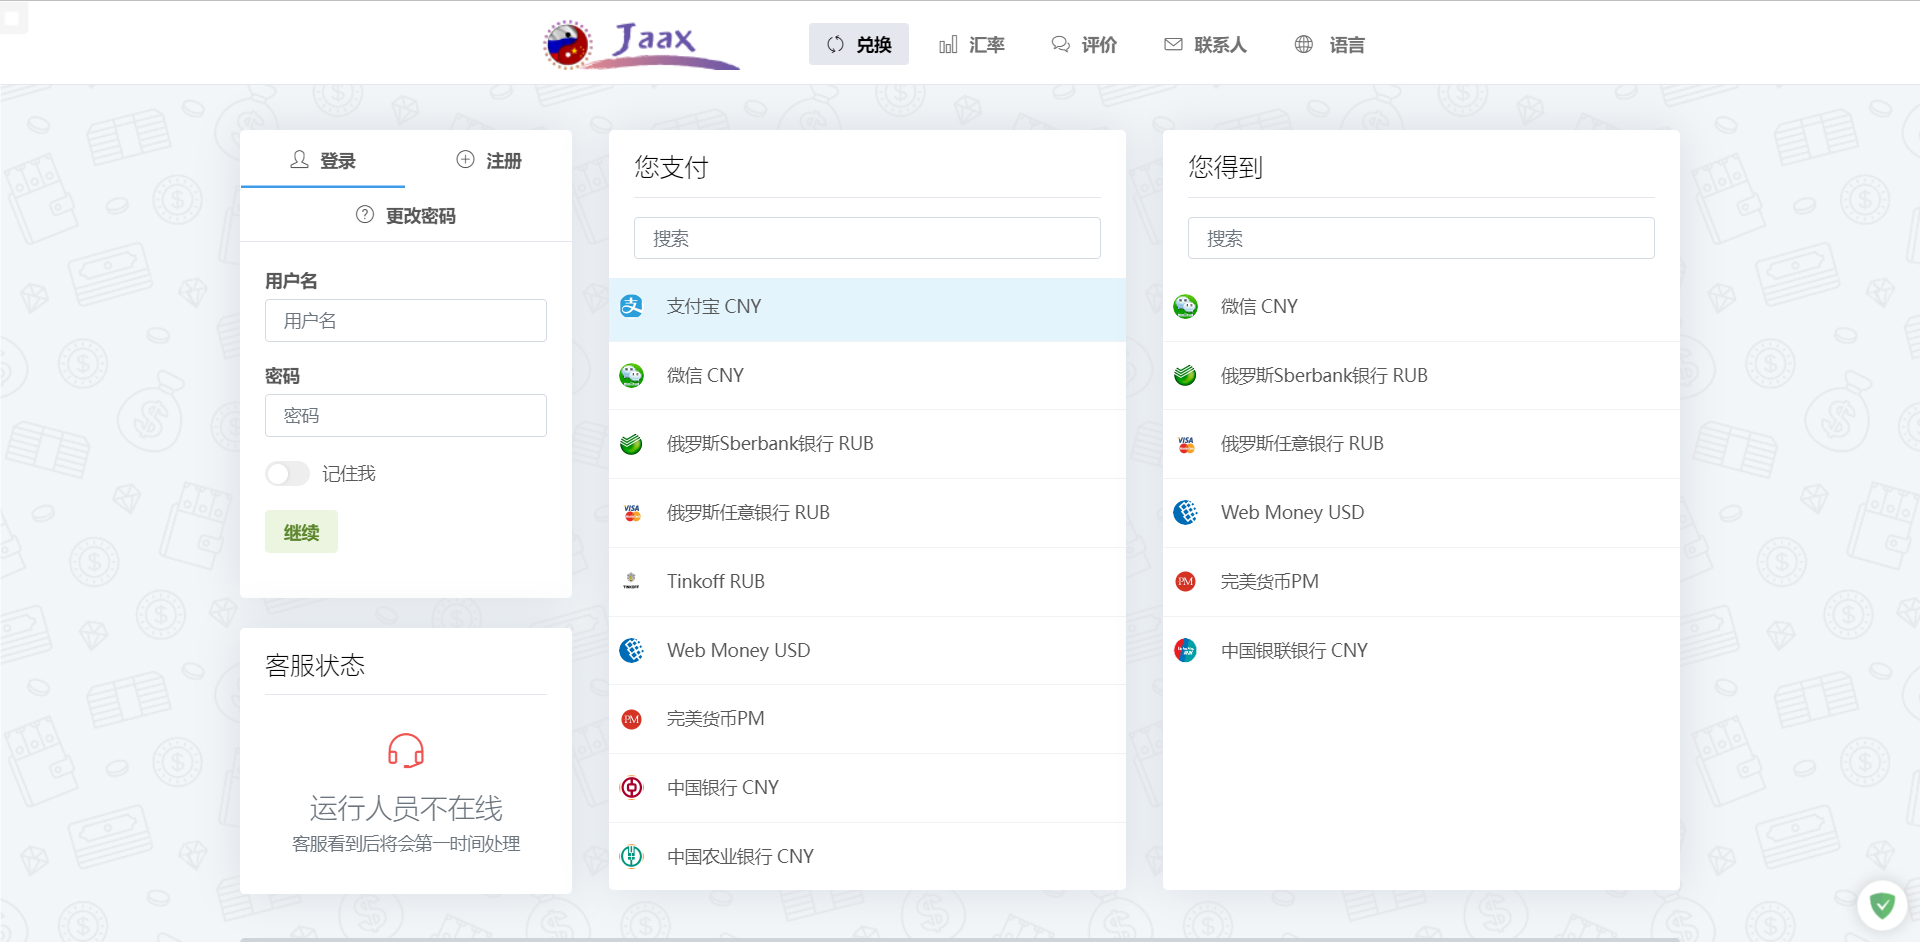 Jaax
兑换
汇率
评价
联系人
语言
登录
注册
更改密码
用户名
用户名
密码
密码
记住我
继续
客服状态
运行人员不在线
客服看到后将会第一时间处理
您支付
搜索
支付宝 CNY
微信 CNY
俄罗斯Sberbank银行 RUB
VISA
俄罗斯任意银行 RUB
TINKOFF
Tinkoff RUB
Web Money USD
PM
完美货币PM
中国银行 CNY
中国农业银行 CNY
您得到
搜索
微信 CNY
俄罗斯Sberbank银行 RUB
VISA
俄罗斯任意银行 RUB
Web Money USD
PM
完美货币PM
中国银联银行 CNY